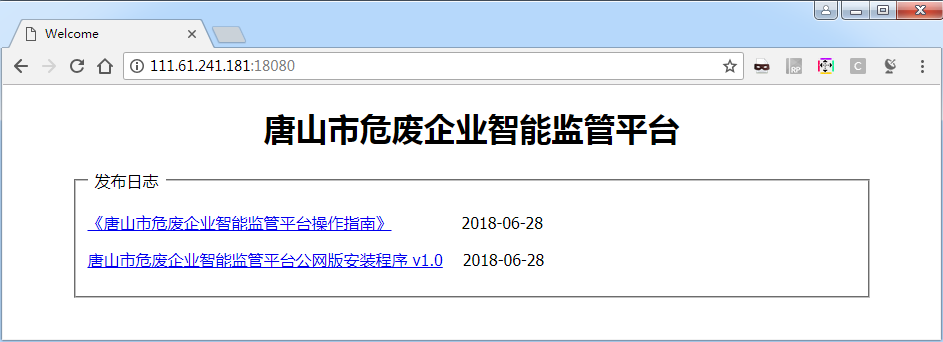 Welcome
111.61.241.181:18080
唐山市危废企业智能监管平台
发布日志
《唐山市危废企业智能监管平台操作指南》 2018-06-28
唐山市危废企业智能监管平台公网版安装程序 v1.0 2018-06-28